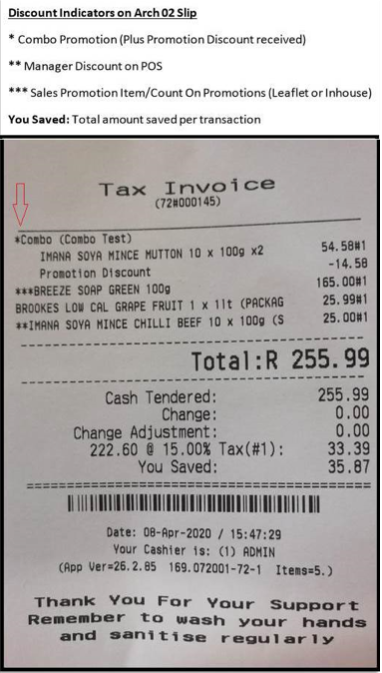 Discount Indicators on Arch 02 Slip
* Combo Promotion (Plus Promotion Discount received)
** Manager Discount on POS
*** Sales Promotion Item/Count On Promotions (Leaflet or Inhouse)
You Saved: Total amount saved per transaction
Tax Invoice
(72#000145)
*Combo (Combo Test)
IMANA SOYA MINCE MUTTON 10 x 100g x2 54.58#1
Promotion Discount -14.58
***BREEZE SOAP GREEN 100g 165.00#1
BROOKES LOW CAL GRAPE FRUIT 1 x 1lt (PACKAG 25.99#1
**IMANA SOYA MINCE CHILLI BEEF 10 x 100g (S 25.00#1
Total:R 255.99
Cash Tendered: 255.99
Change: 0.00
Change Adjustment: 0.00
222.60 @ 15.00% Tax(#1): 33.39
You Saved: 35.87
Date: 08-Apr-2020 / 15:47:29
Your Cashier is: (1) ADMIN
(App Ver=26.2.85 169.072001-72-1 Items=5.)
Thank You For Your Support
Remember to wash your hands
and sanitise regularly